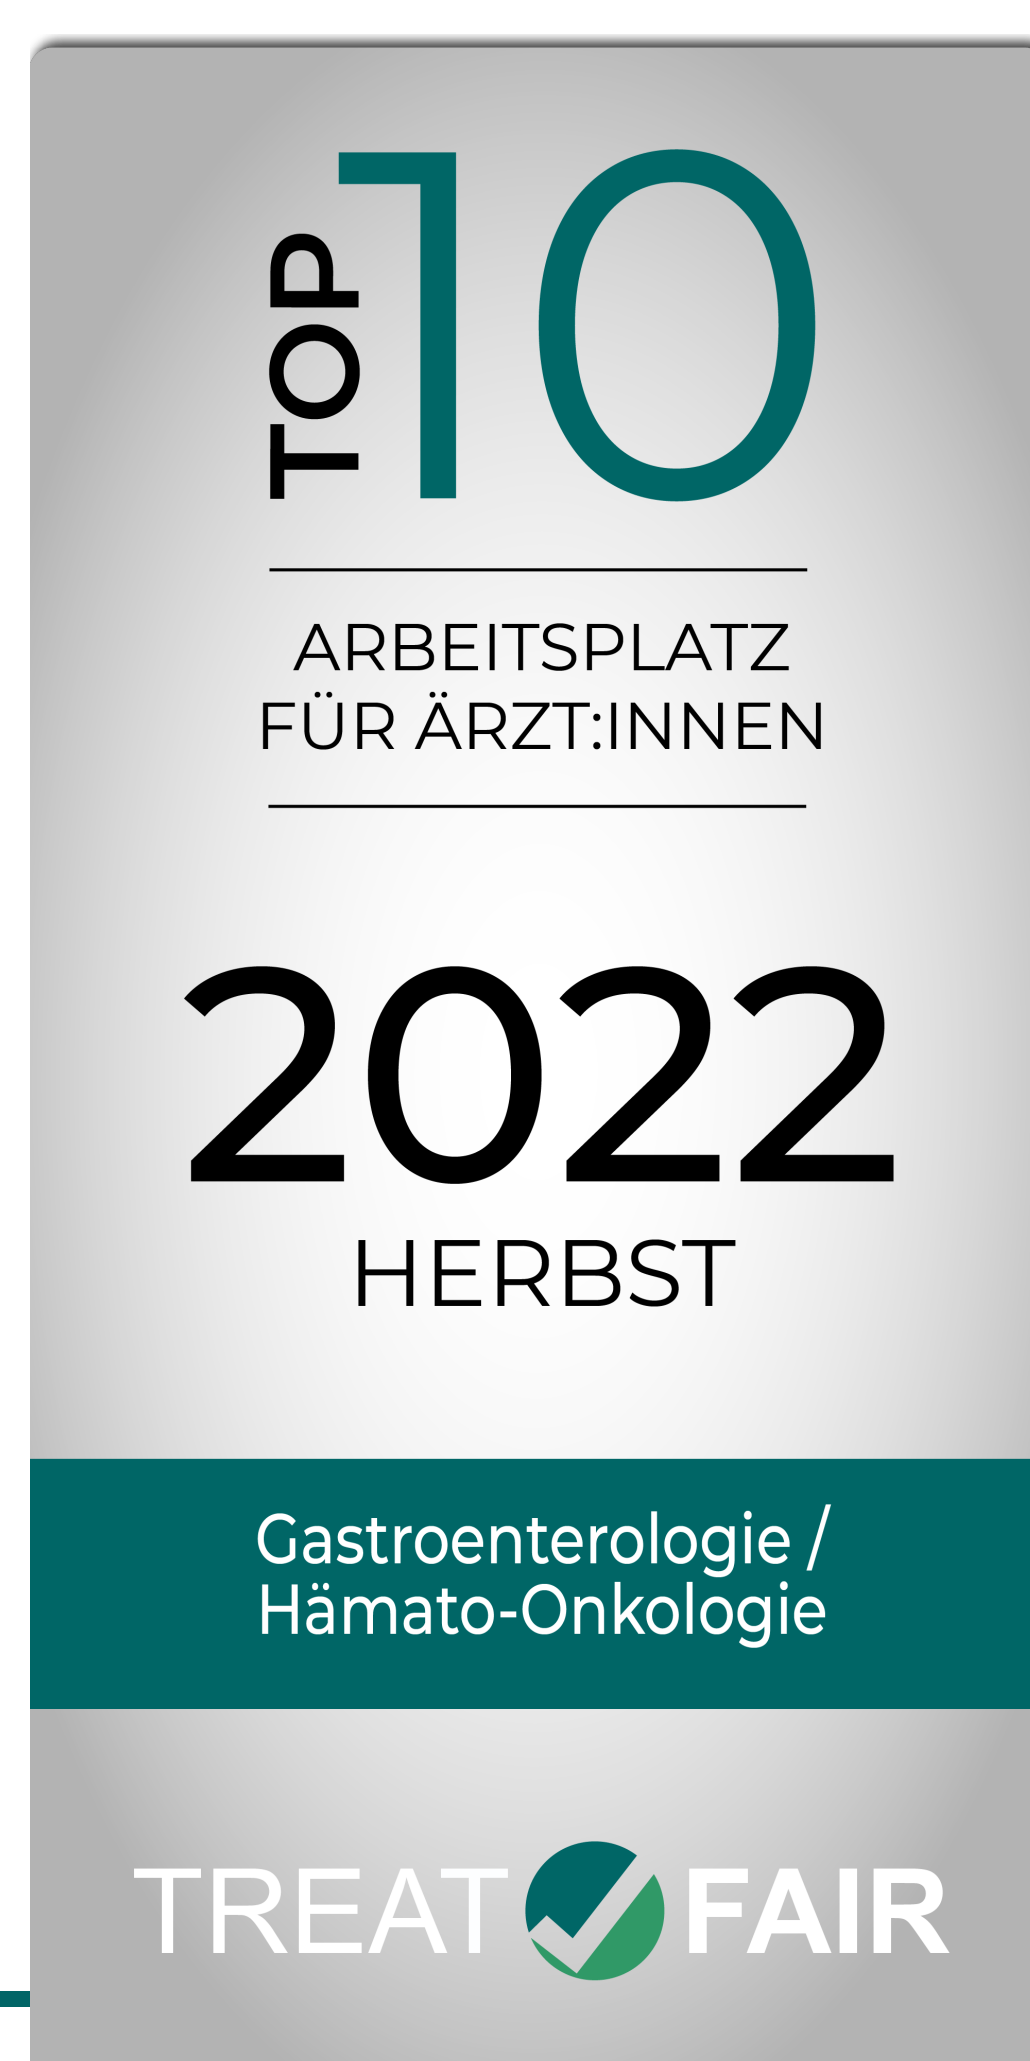 TOP 10
ARBEITSPLATZ
FÜR ÄRZT:INNEN
2022
HERBST
Gastroenterologie /
Hämato-Onkologie
TREAT FAIR